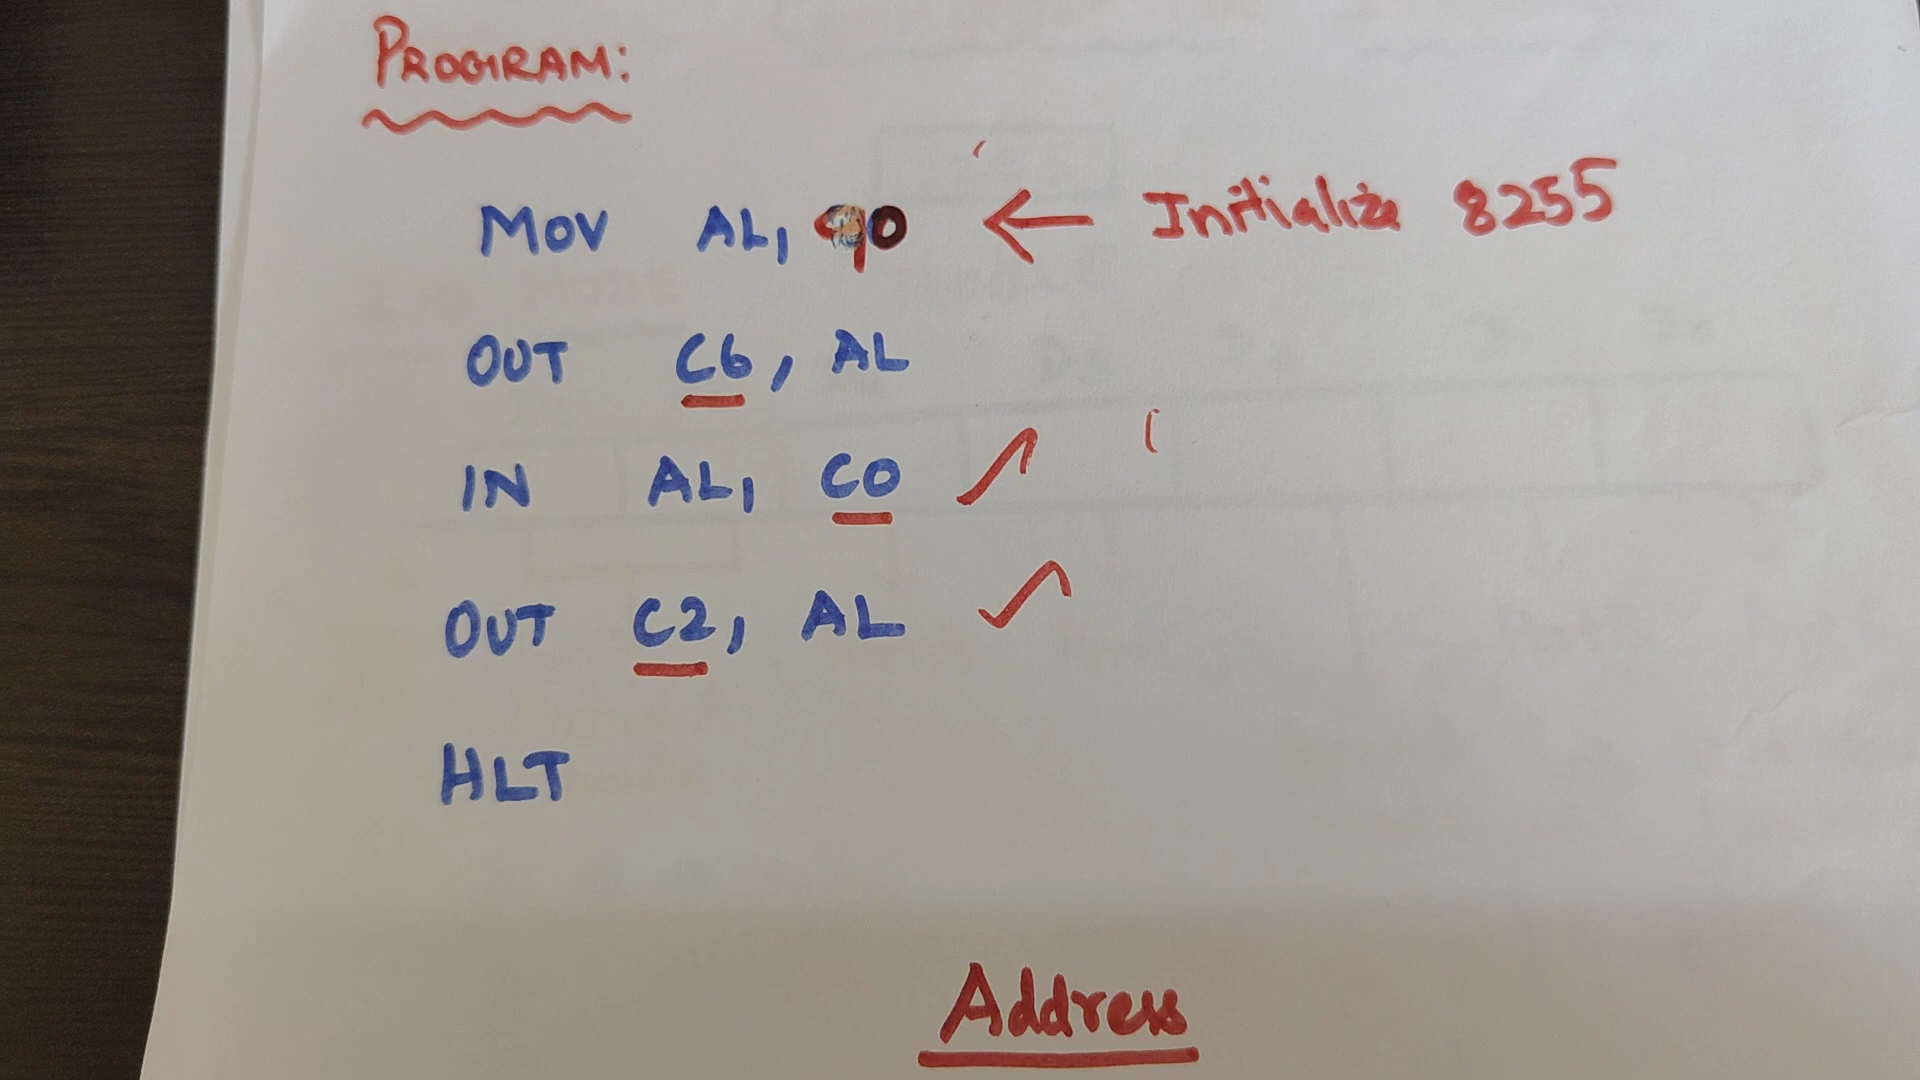 PROGRAM:
MOV AL, 90 ← Initialize 8255
OUT C6, AL
IN AL, C0 ✓
OUT C2, AL ✓
HLT
Address